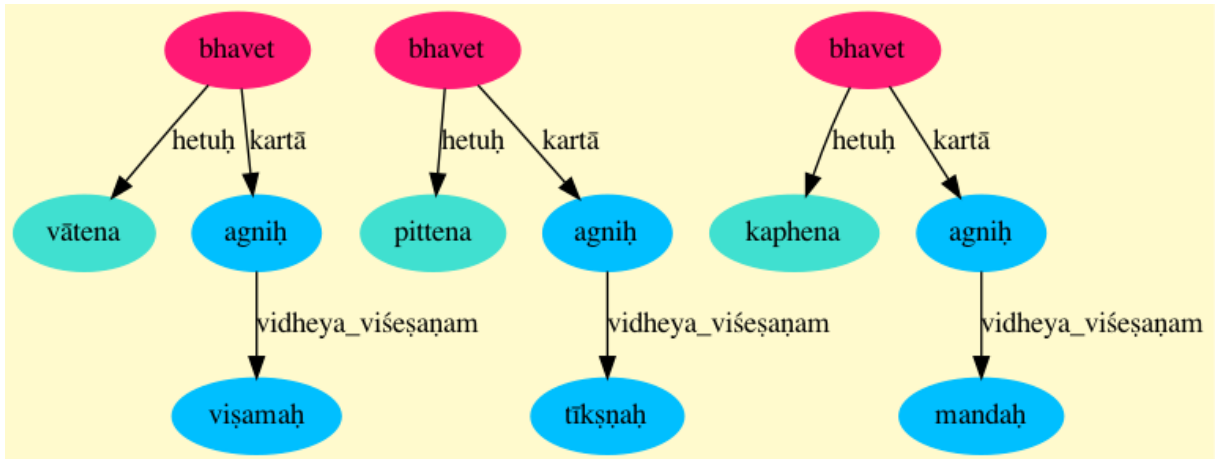 bhavet bhavet bhavet
hetuḥ kartā hetuḥ kartā hetuḥ kartā
vātena agniḥ pittena agniḥ kaphena agniḥ
vidheya_viśeṣaṇam vidheya_viśeṣaṇam vidheya_viśeṣaṇam
viṣamaḥ tīkṣṇaḥ mandaḥ